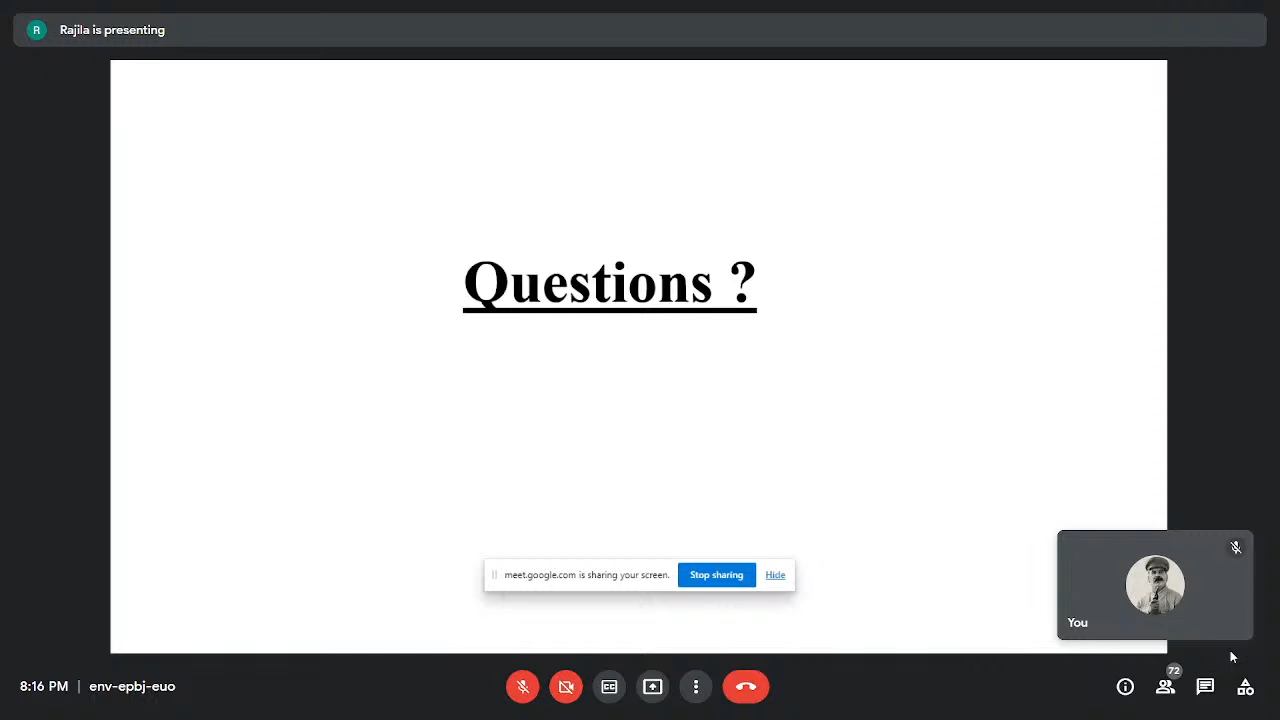 R Rajila is presenting
Questions ?
meet.google.com is sharing your screen. Stop sharing Hide
You
72
8:16 PM | env-epbj-euo
CC